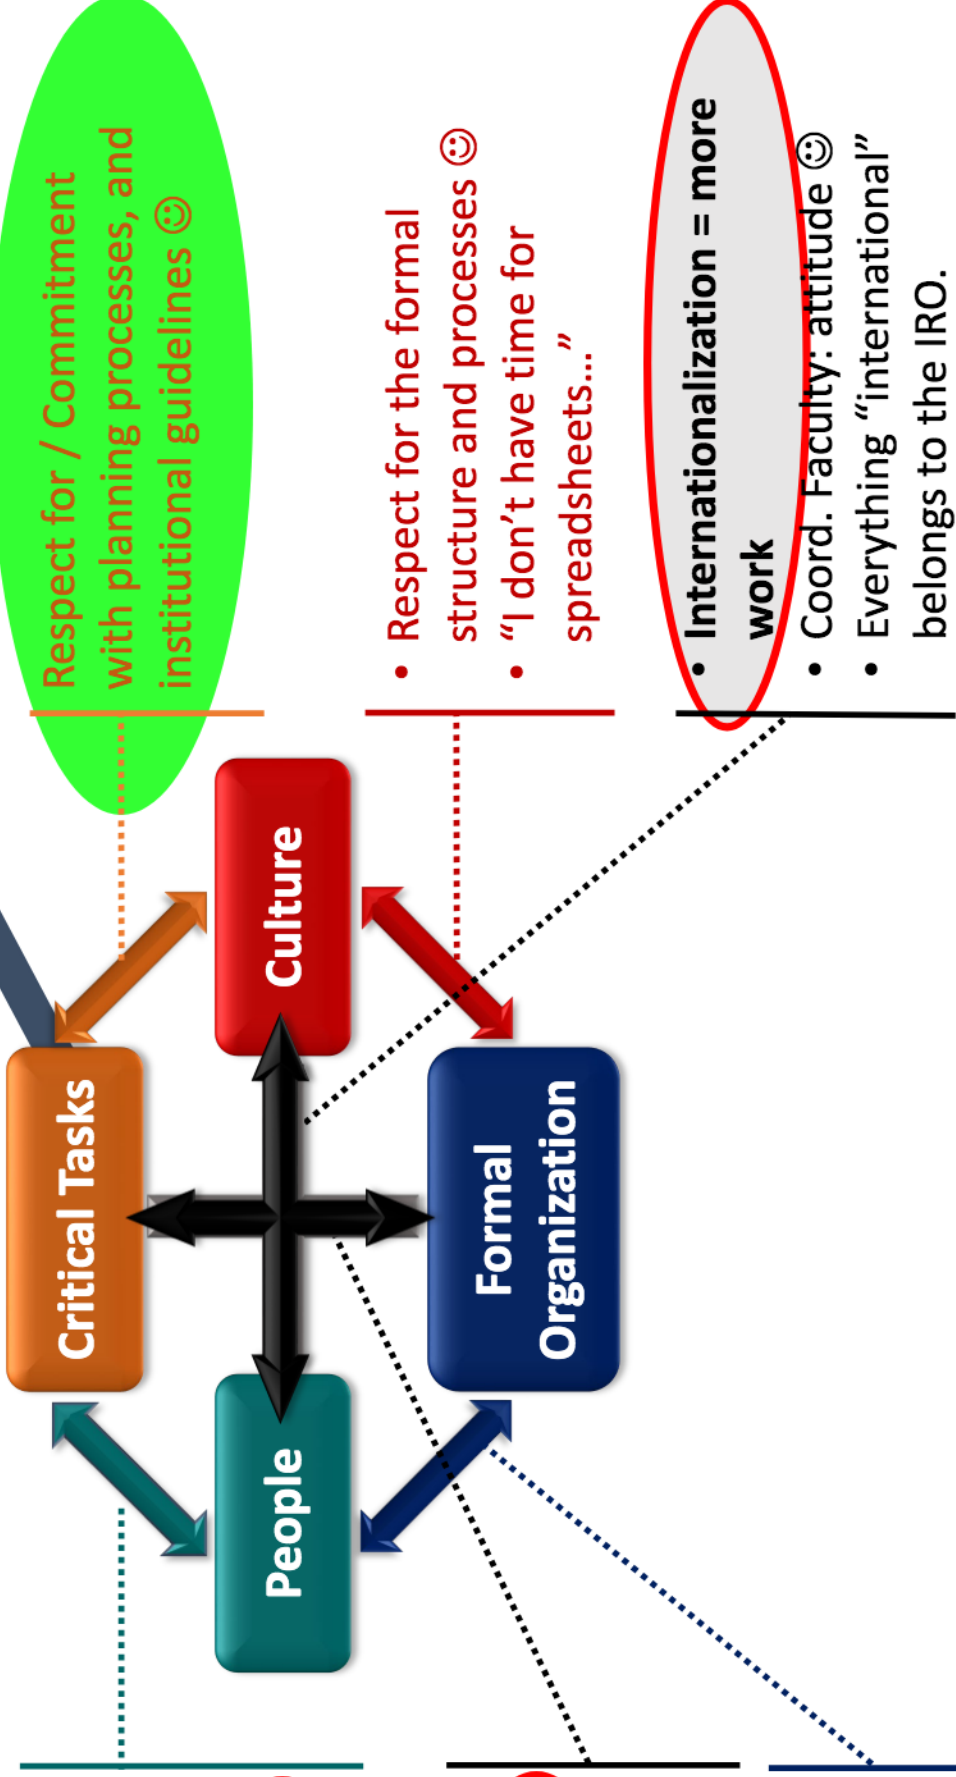 Critical Tasks
People
Culture
Formal
Organization
Respect for / Commitment
with planning processes, and
institutional guidelines ☺
• Respect for the formal
structure and processes ☺
• “I don’t have time for
spreadsheets…”
• Internationalization = more
work
• Coord. Faculty: attitude ☺
• Everything “international”
belongs to the IRO.